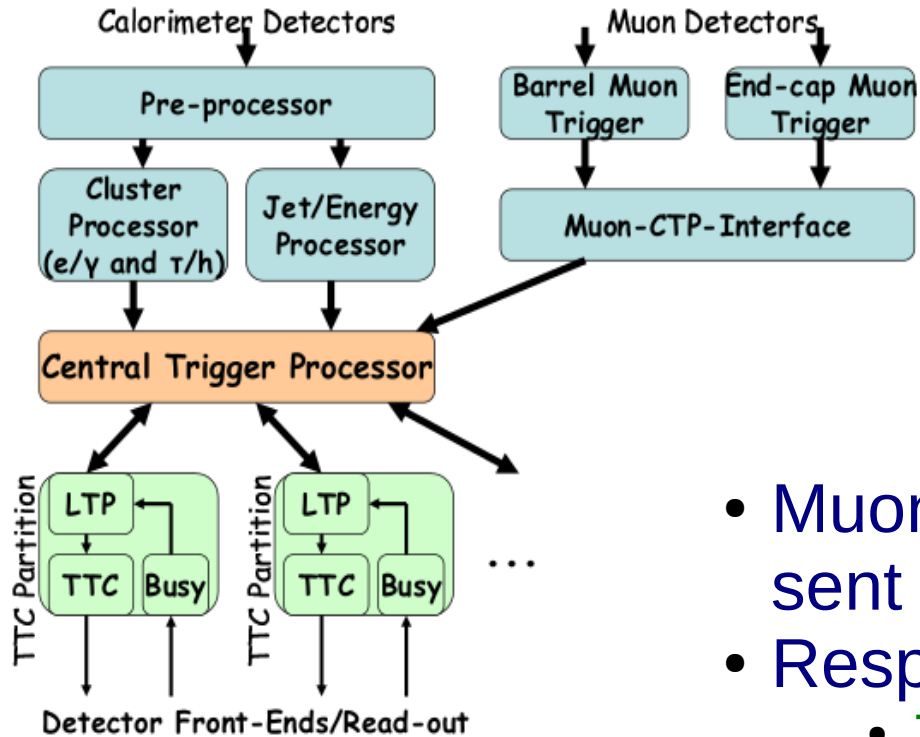 Calorimeter Detectors
Muon Detectors
Pre-processor
Barrel Muon
Trigger
End-cap Muon
Trigger
Cluster
Processor
(e/γ and τ/h)
Jet/Energy
Processor
Muon-CTP-Interface
Central Trigger Processor
TTC Partition
LTP
TTC
Busy
TTC Partition
LTP
TTC
Busy
...
Detector Front-Ends/Read-out
• 
sent
• 
•